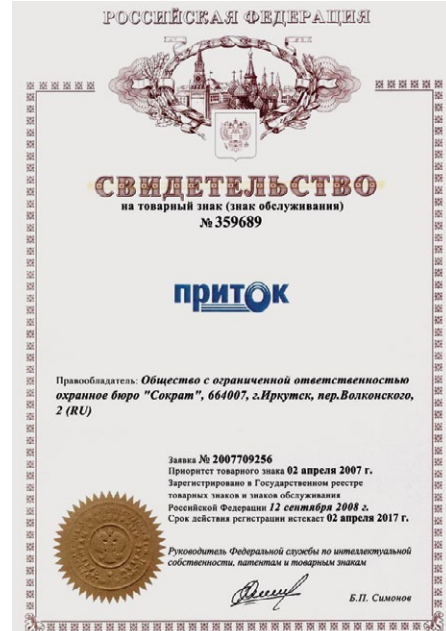 РОССИЙСКАЯ ФЕДЕРАЦИЯ
СВИДЕТЕЛЬСТВО
на товарный знак (знак обслуживания)
№ 359689
приток
Правообладатель: Общество с ограниченной ответственностью
охранное бюро "Сократ", 664007, г.Иркутск, пер.Волконского,
2 (RU)
Заявка № 2007709256
Приоритет товарного знака 02 апреля 2007 г.
Зарегистрировано в Государственном реестре
товарных знаков и знаков обслуживания
Российской Федерации 12 сентября 2008 г.
Срок действия регистрации истекает 02 апреля 2017 г.
Руководитель Федеральной службы по интеллектуальной
собственности, патентам и товарным знакам
Б.П. Симонов